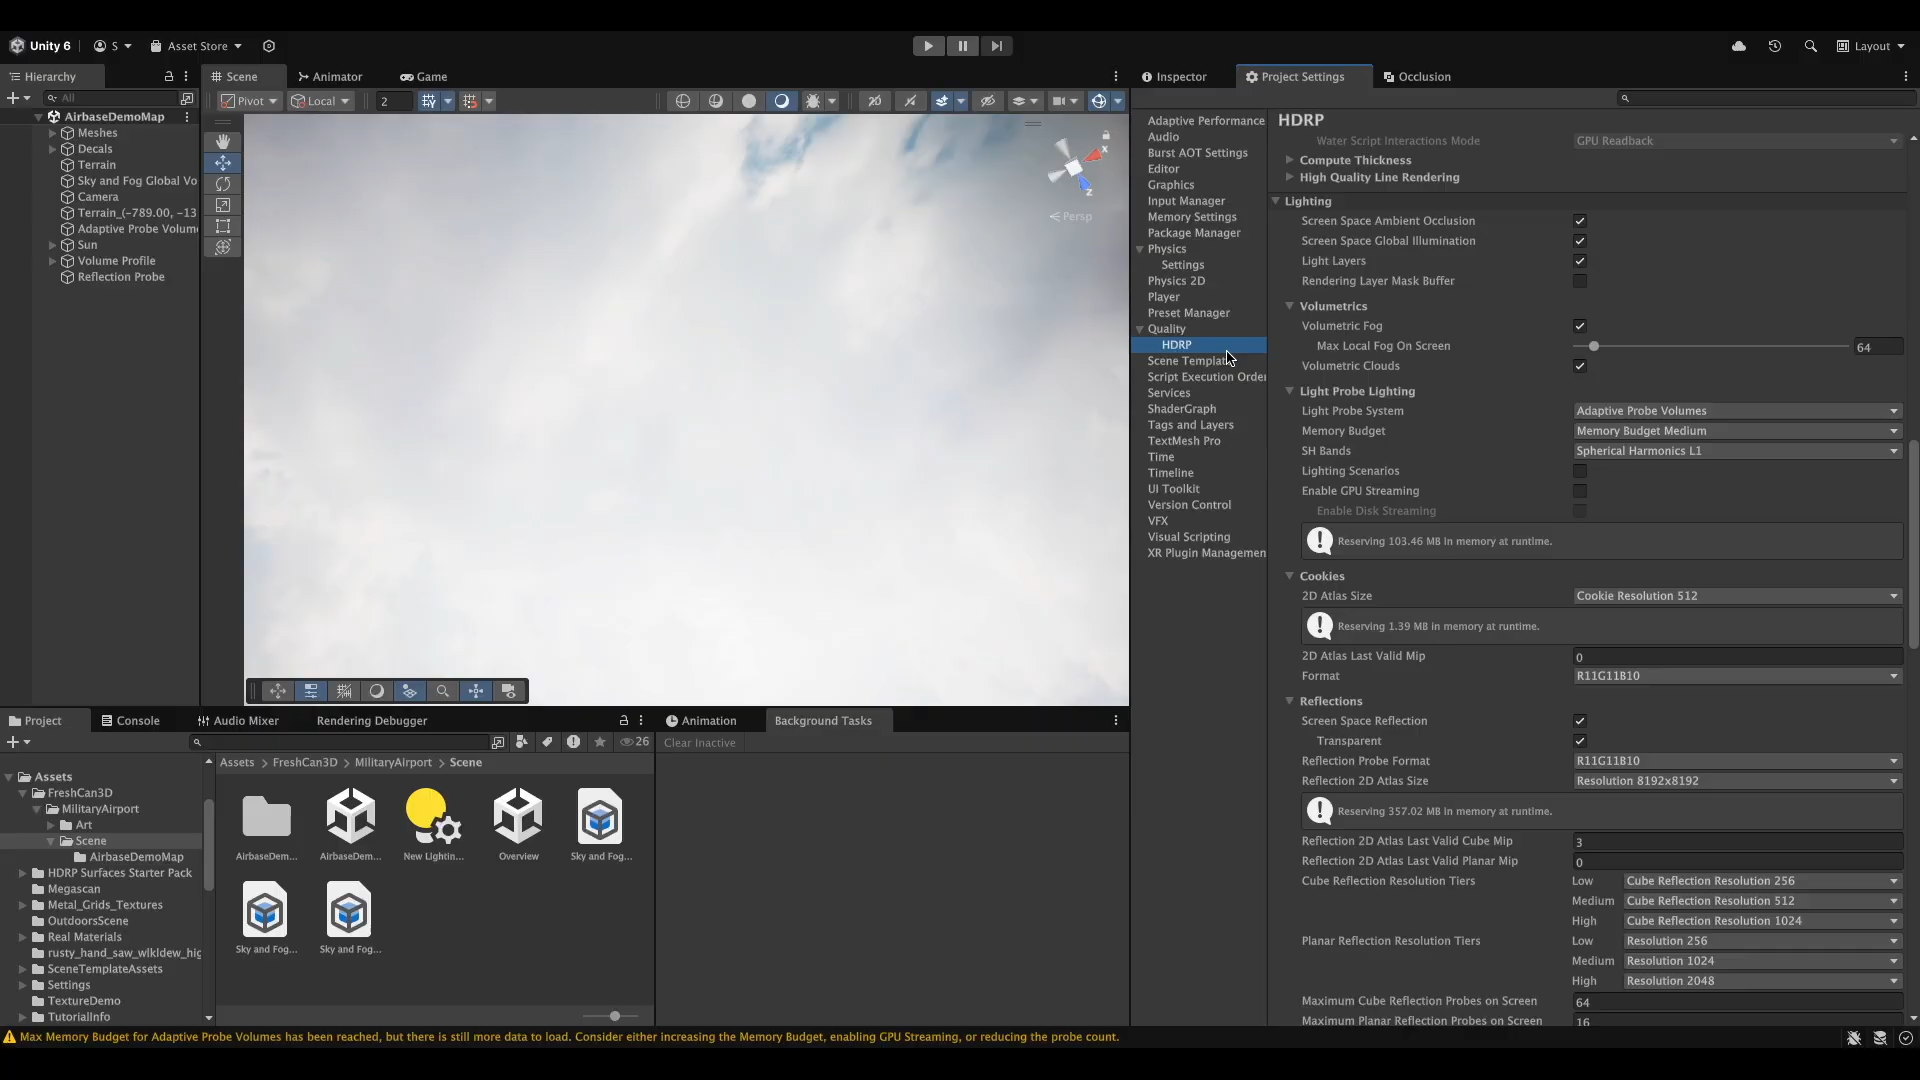 Unity 6
S
Asset Store
Layout
Hierarchy
All
AirbaseDemoMap
Meshes
Decals
Terrain
Sky and Fog Global Vo
Camera
Terrain_(-789.00, -13
Adaptive Probe Volum
Sun
Volume Profile
Reflection Probe
Scene
Animator
Game
Pivot
Local
2
2D
x
z
Persp
Inspector
Project Settings
Occlusion
Adaptive Performance
Audio
Burst AOT Settings
Editor
Graphics
Input Manager
Memory Settings
Package Manager
Physics
Settings
Physics 2D
Player
Preset Manager
Quality
HDRP
Scene Templat
Script Execution Order
Services
ShaderGraph
Tags and Layers
TextMesh Pro
Time
Timeline
UI Toolkit
Version Control
VFX
Visual Scripting
XR Plugin Managemen
HDRP
Water Script Interactions Mode GPU Readback
Compute Thickness
High Quality Line Rendering
Lighting
Screen Space Ambient Occlusion
Screen Space Global Illumination
Light Layers
Rendering Layer Mask Buffer
Volumetrics
Volumetric Fog
Max Local Fog On Screen 64
Volumetric Clouds
Light Probe Lighting
Light Probe System Adaptive Probe Volumes
Memory Budget Memory Budget Medium
SH Bands Spherical Harmonics L1
Lighting Scenarios
Enable GPU Streaming
Enable Disk Streaming
Reserving 103.46 MB in memory at runtime.
Cookies
2D Atlas Size Cookie Resolution 512
Reserving 1.39 MB in memory at runtime.
2D Atlas Last Valid Mip 0
Format R11G11B10
Reflections
Screen Space Reflection
Transparent
Reflection Probe Format R11G11B10
Reflection 2D Atlas Size Resolution 8192x8192
Reserving 357.02 MB in memory at runtime.
Reflection 2D Atlas Last Valid Cube Mip 3
Reflection 2D Atlas Last Valid Planar Mip 0
Cube Reflection Resolution Tiers Low Cube Reflection Resolution 256
Medium Cube Reflection Resolution 512
High Cube Reflection Resolution 1024
Planar Reflection Resolution Tiers Low Resolution 256
Medium Resolution 1024
High Resolution 2048
Maximum Cube Reflection Probes on Screen 64
Maximum Planar Reflection Probes on Screen 16
Project
Console
Audio Mixer
Rendering Debugger
26
Assets
FreshCan3D
MilitaryAirport
Art
Scene
AirbaseDemoMap
HDRP Surfaces Starter Pack
Megascan
Metal_Grids_Textures
OutdoorsScene
Real Materials
rusty_hand_saw_wlkldew_hig
SceneTemplateAssets
Settings
TextureDemo
TutorialInfo
Assets > FreshCan3D > MilitaryAirport > Scene
AirbaseDem...
AirbaseDem...
New Lightin...
Overview
Sky and Fog...
Sky and Fog...
Sky and Fog...
Animation
Background Tasks
Clear Inactive
Max Memory Budget for Adaptive Probe Volumes has been reached, but there is still more data to load. Consider either increasing the Memory Budget, enabling GPU Streaming, or reducing the probe count.